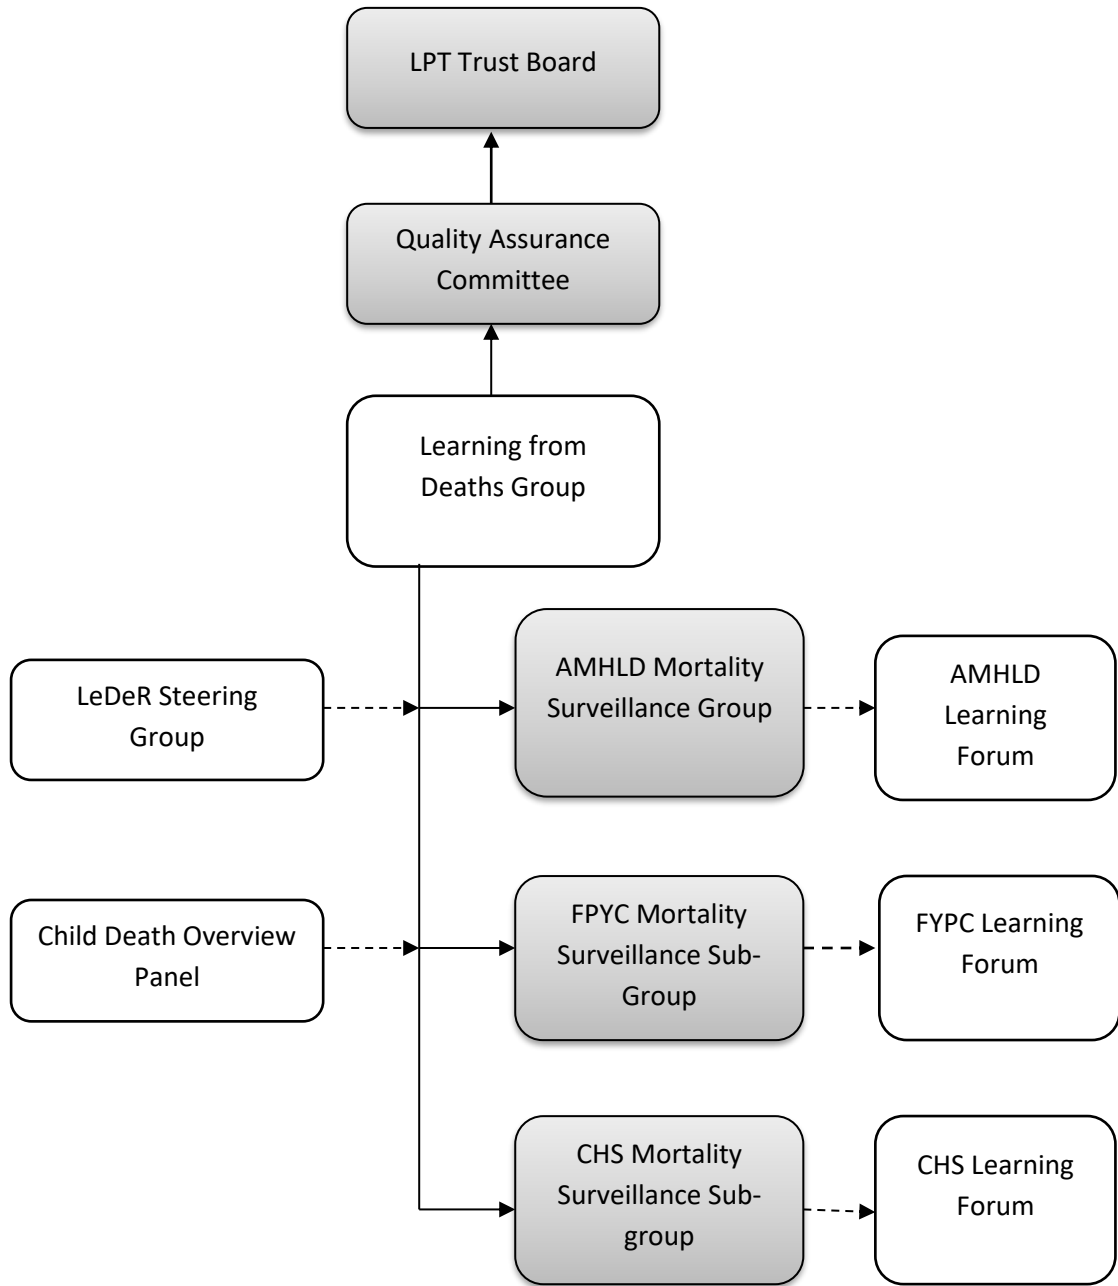 LPT Trust Board
Quality Assurance
Committee
Learning from
Deaths Group
LeDeR Steering
Group
AMHLD Mortality
Surveillance Group
AMHLD
Learning
Forum
Child Death Overview
Panel
FPYC Mortality
Surveillance Sub-
Group
FYPC Learning
Forum
CHS Mortality
Surveillance Sub-
group
CHS Learning
Forum